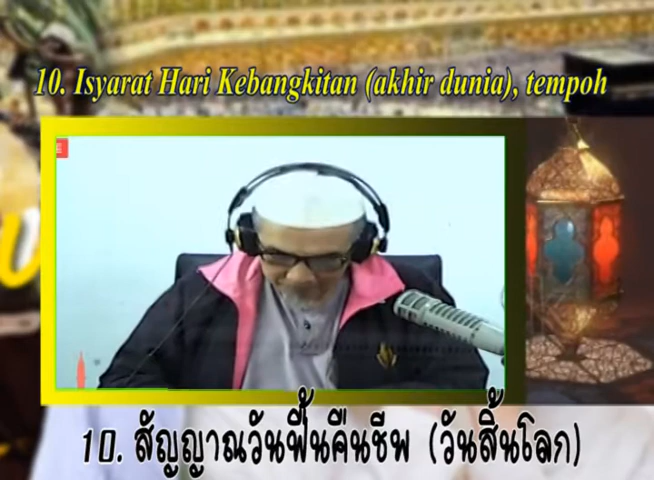 10. Isyarat Hari Kebangkitan (akhir dunia), tempoh
10. สัญญาณวันฟื้นคืนชีพ (วันสิ้นโลก)